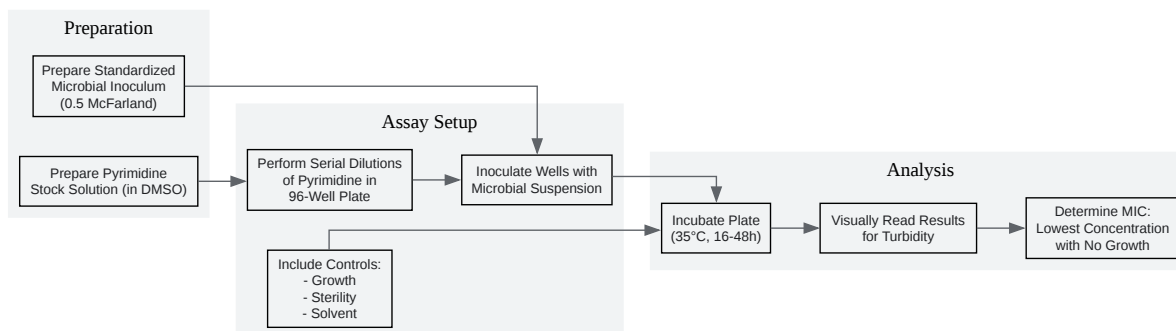 Preparation
Prepare Standardized
Microbial Inoculum
(0.5 McFarland)
Prepare Pyrimidine
Stock Solution (in DMSO)
Assay Setup
Perform Serial Dilutions
of Pyrimidine in
96-Well Plate
Inoculate Wells with
Microbial Suspension
Include Controls:
- Growth
- Sterility
- Solvent
Analysis
Incubate Plate
(35°C, 16-48h)
Visually Read Results
for Turbidity
Determine MIC:
Lowest Concentration
with No Growth